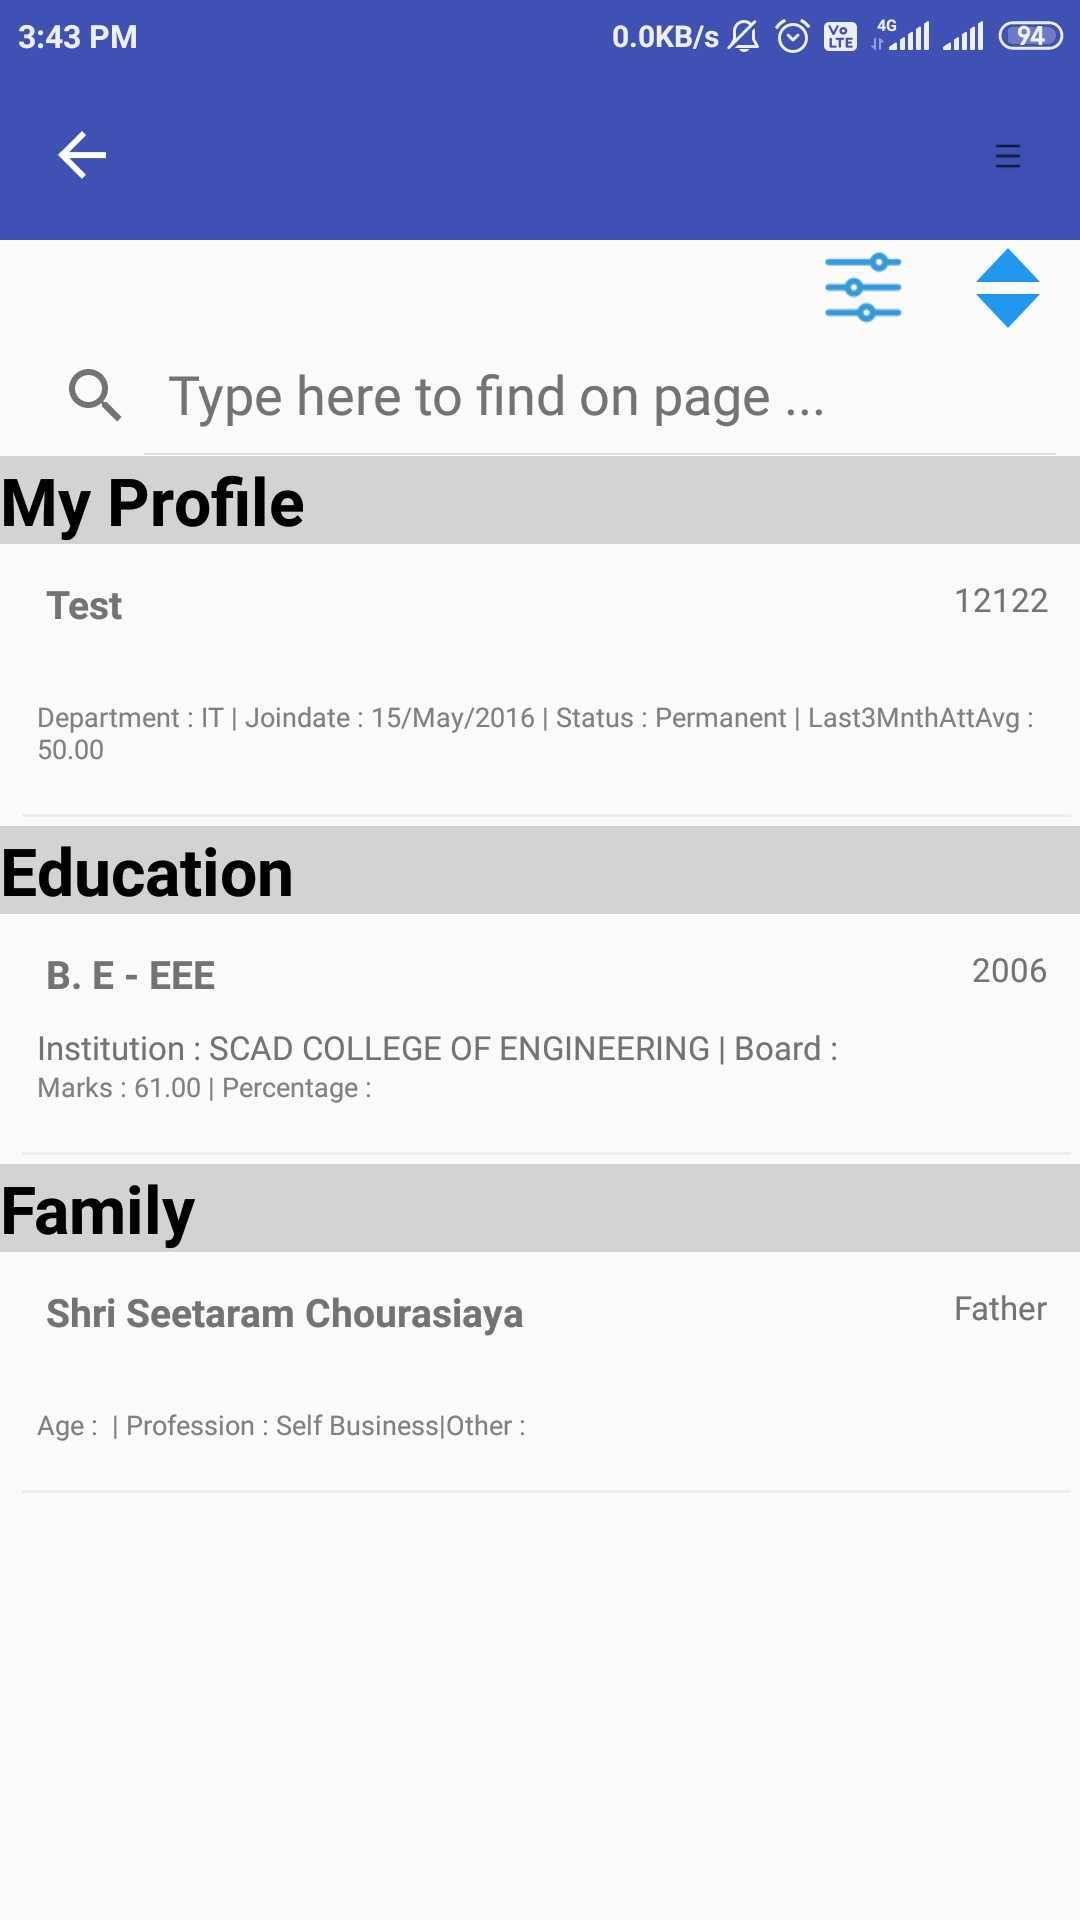 3:43 PM 0.0KB/s Vo LTE 4G 94
Type here to find on page ...
My Profile
Test 12122
Department : IT | Joindate : 15/May/2016 | Status : Permanent | Last3MnthAttAvg :
50.00
Education
B. E - EEE 2006
Institution : SCAD COLLEGE OF ENGINEERING | Board :
Marks : 61.00 | Percentage :
Family
Shri Seetaram Chourasiaya Father
Age :  | Profession : Self Business|Other :